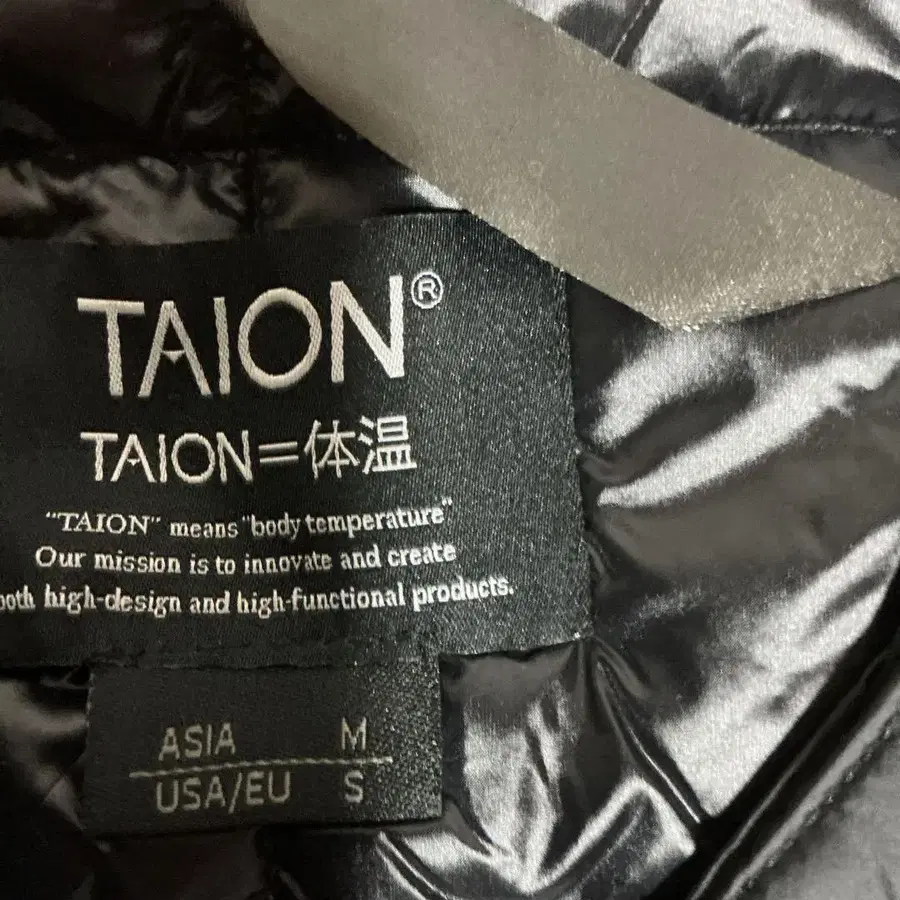 TAION®
TAION=体温
"TAION" means "body temperature"
Our mission is to innovate and create
both high-design and high-functional products.
ASIA M
USA/EU S